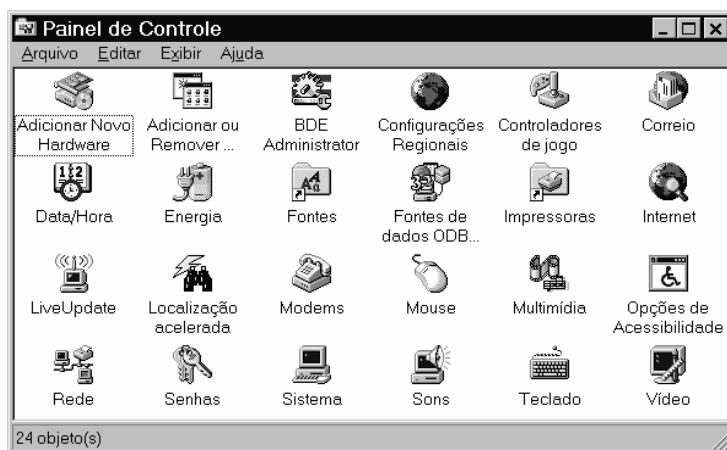 Painel de Controle
Arquivo Editar Exibir Ajuda
Adicionar Novo Hardware
Adicionar ou Remover ...
BDE Administrator
Configurações Regionais
Controladores de jogo
Correio
Data/Hora
Energia
Fontes
Fontes de dados ODB...
Impressoras
Internet
LiveUpdate
Localização acelerada
Modems
Mouse
Multimídia
Opções de Acessibilidade
Rede
Senhas
Sistema
Sons
Teclado
Vídeo
24 objeto(s)